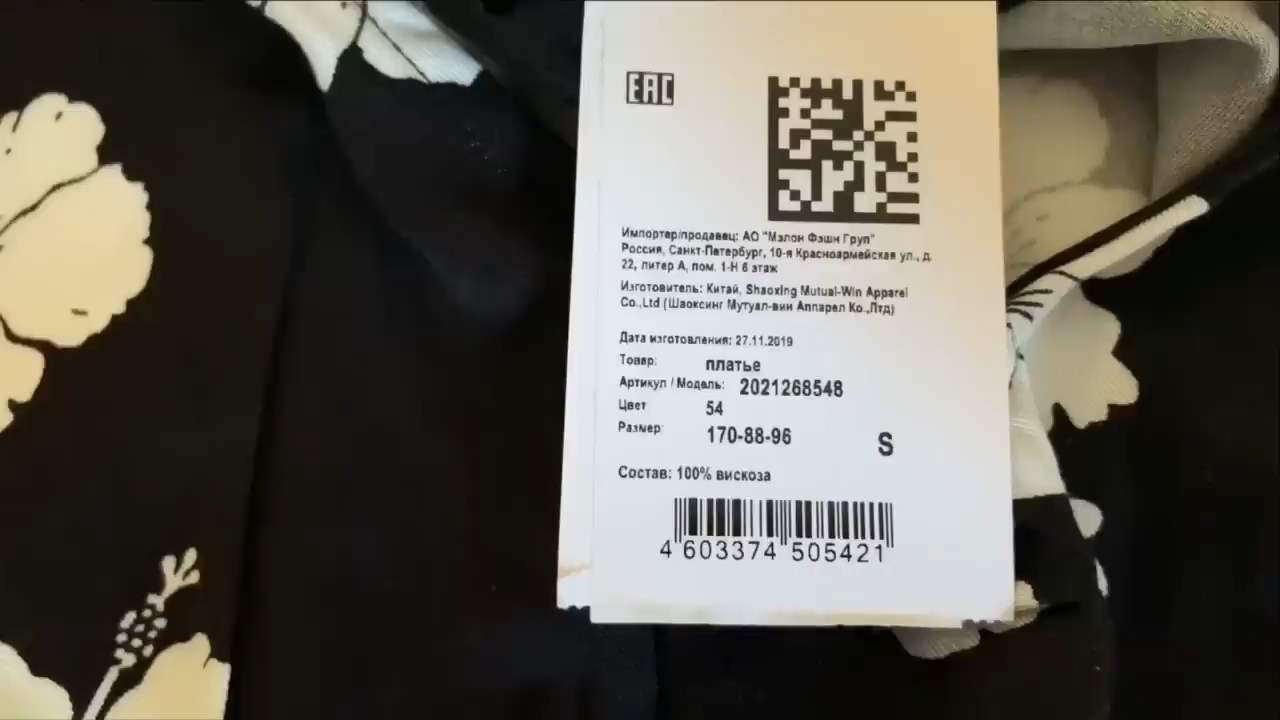 EAC
Импортер/продавец: АО "Мэлон Фэшн Груп"
Россия, Санкт-Петербург, 10-я Красноармейская ул., д.
22, литер А, пом. 1-Н 6 этаж
Изготовитель: Китай, Shaoxing Mutual-Win Apparel
Co.,Ltd (Шаоксинг Мутуал-вин Аппарел Ко.,Лтд)
Дата изготовления: 27.11.2019
Товар: платье
Артикул / Модель: 2021268548
Цвет 54
Размер: 170-88-96 S
Состав: 100% вискоза
4 603374 505421